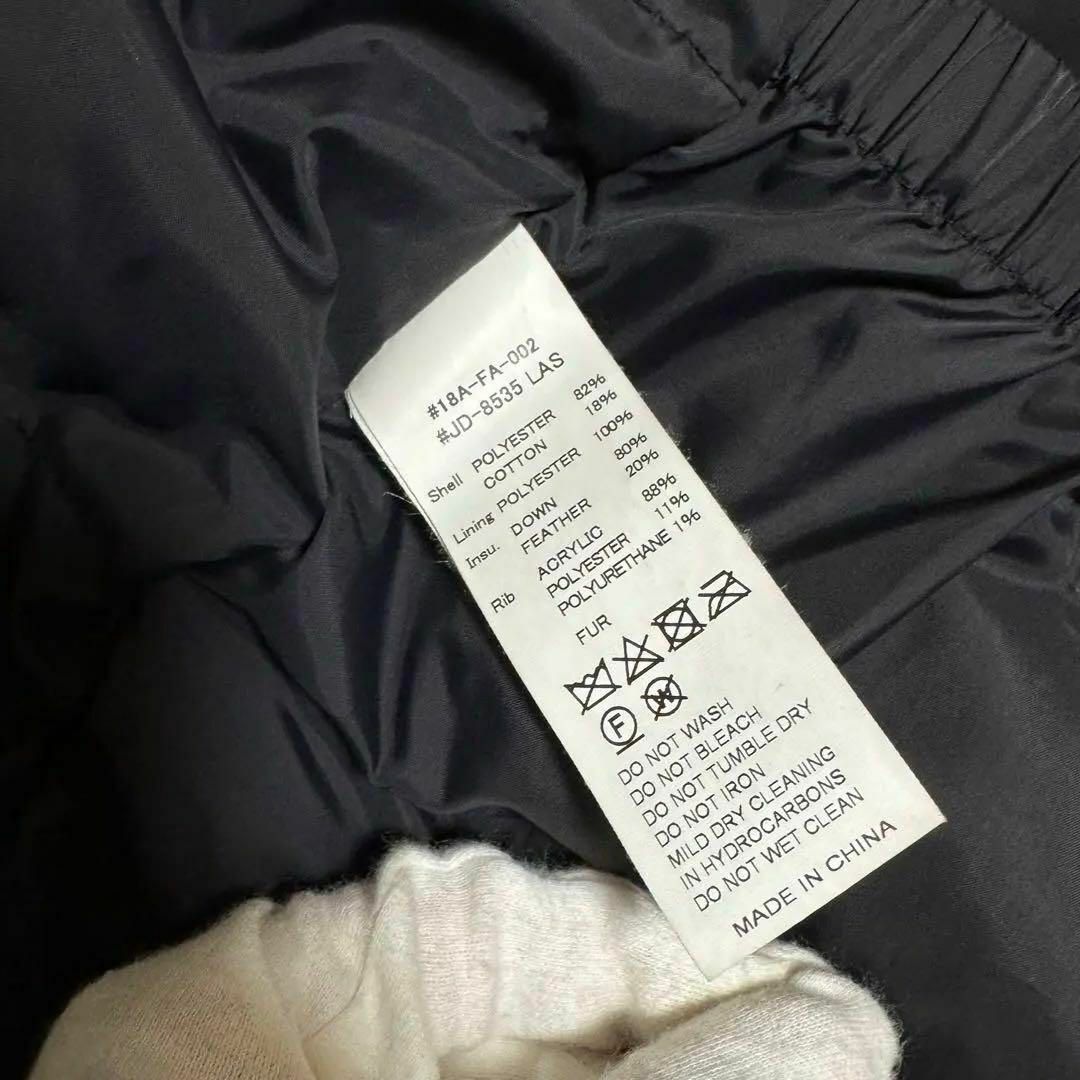 #18A-FA-002
#JD-8535 LAS
Shell POLYESTER 82%
COTTON 18%
Lining POLYESTER 100%
Insu. DOWN 80%
FEATHER 20%
Rib ACRYLIC 88%
POLYESTER 11%
POLYURETHANE 1%
FUR
F W
DO NOT WASH
DO NOT BLEACH
DO NOT TUMBLE DRY
DO NOT IRON
MILD DRY CLEANING
IN HYDROCARBONS
DO NOT WET CLEAN
MADE IN CHINA